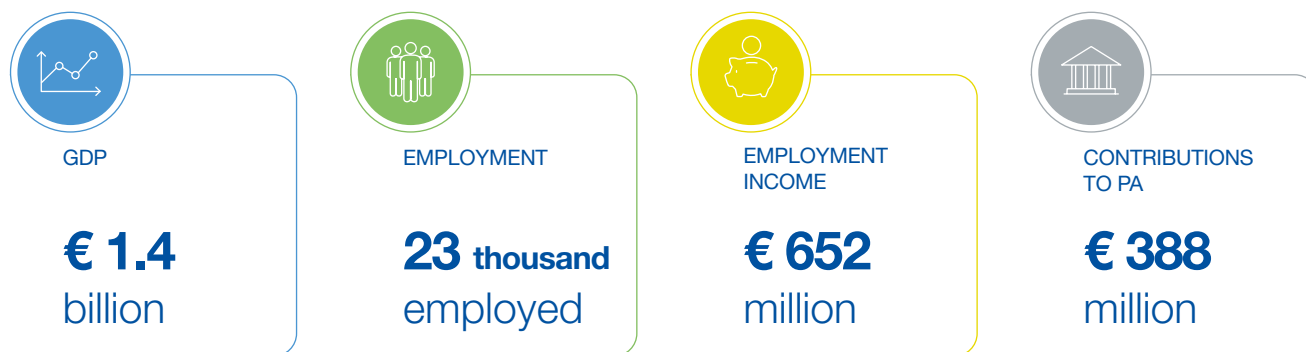 GDP
€ 1.4
billion
EMPLOYMENT
23 thousand
employed
EMPLOYMENT
INCOME
€ 652
million
CONTRIBUTIONS
TO PA
€ 388
million